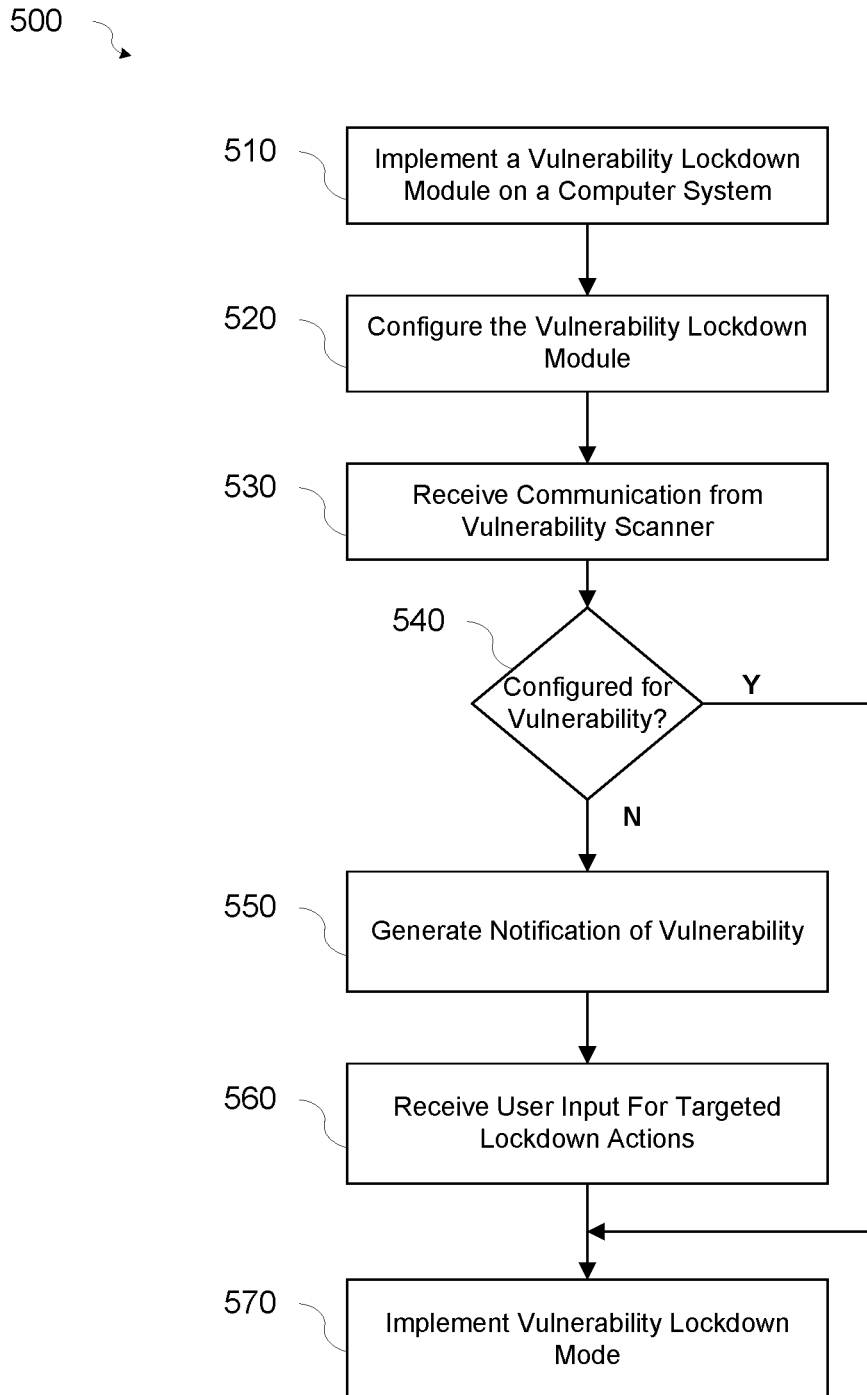 500
510
Implement a Vulnerability Lockdown
Module on a Computer System
520
Configure the Vulnerability Lockdown
Module
530
Receive Communication from
Vulnerability Scanner
540
Configured for
Vulnerability?
Y
N
550
Generate Notification of Vulnerability
560
Receive User Input For Targeted
Lockdown Actions
570
Implement Vulnerability Lockdown
Mode